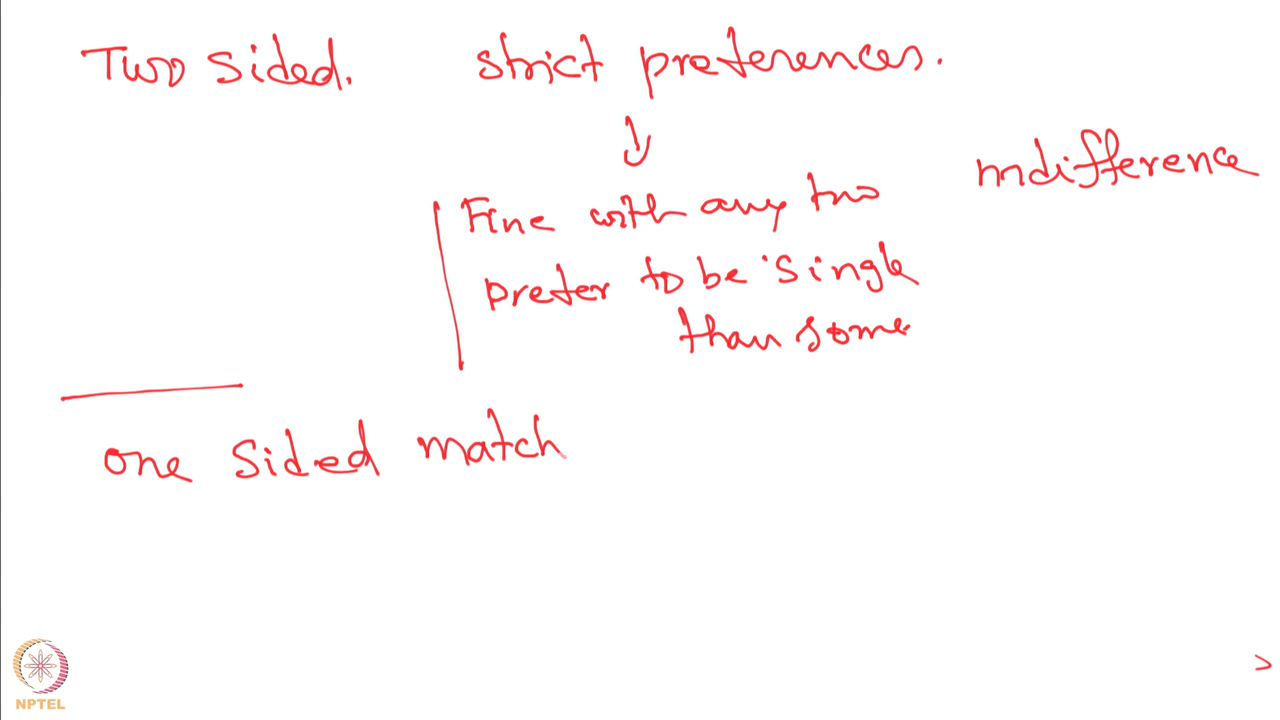 Two sided. strict preferences.
indifference
Fine with any two
prefer to be single
than some
one sided match
>
NPTEL